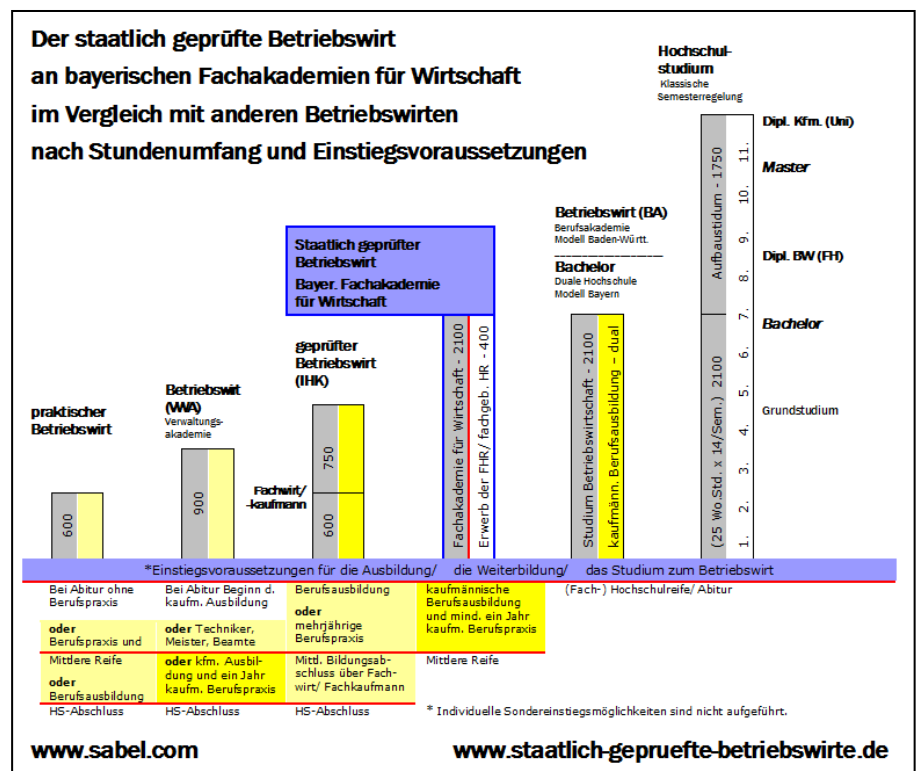 Der staatlich geprüfte Betriebswirt
an bayerischen Fachakademien für Wirtschaft
im Vergleich mit anderen Betriebswirten
nach Stundenumfang und Einstiegsvoraussetzungen
Hochschul-
studium
Klassische
Semesterregelung
Dipl. Kfm. (Uni)
Master
Dipl. BW (FH)
Bachelor
Grundstudium
Aufbaustidum - 1750
(25 Wo.Std. x 14/Sem.) 2100
11.
10.
9.
8.
7.
6.
5.
4.
3.
2.
1.
Betriebswirt (BA)
Berufsakademie
Modell Baden-Württ.
Bachelor
Duale Hochschule
Modell Bayern
Studium Betriebswirtschaft - 2100
kaufmänn. Berufsausbildung – dual
Staatlich geprüfter
Betriebswirt
Bayer. Fachakademie
für Wirtschaft
Fachakademie für Wirtschaft - 2100
Erwerb der FHR/ fachgeb. HR - 400
geprüfter
Betriebswirt
(IHK)
750
Fachwirt/
-kaufmann
600
Betriebswirt
(VWA)
Verwaltungs-
akademie
900
praktischer
Betriebswirt
600
*Einstiegsvoraussetzungen für die Ausbildung/ die Weiterbildung/ das Studium zum Betriebswirt
Bei Abitur ohne
Berufspraxis
oder
Berufspraxis und
Mittlere Reife
oder
Berufsausbildung
HS-Abschluss
Bei Abitur Beginn d.
kaufm. Ausbildung
oder Techniker,
Meister, Beamte
oder kfm. Ausbil-
dung und ein Jahr
kaufm. Berufspraxis
HS-Abschluss
Berufsausbildung
oder
mehrjährige
Berufspraxis
Mittl. Bildungsab-
schluss über Fach-
wirt/ Fachkaufmann
HS-Abschluss
kaufmännische
Berufsausbildung
und mind. ein Jahr
kaufm. Berufspraxis
Mittlere Reife
(Fach-) Hochschulreife/ Abitur
* Individuelle Sondereinstiegsmöglichkeiten sind nicht aufgeführt.
www.sabel.com
www.staatlich-gepruefte-betriebswirte.de